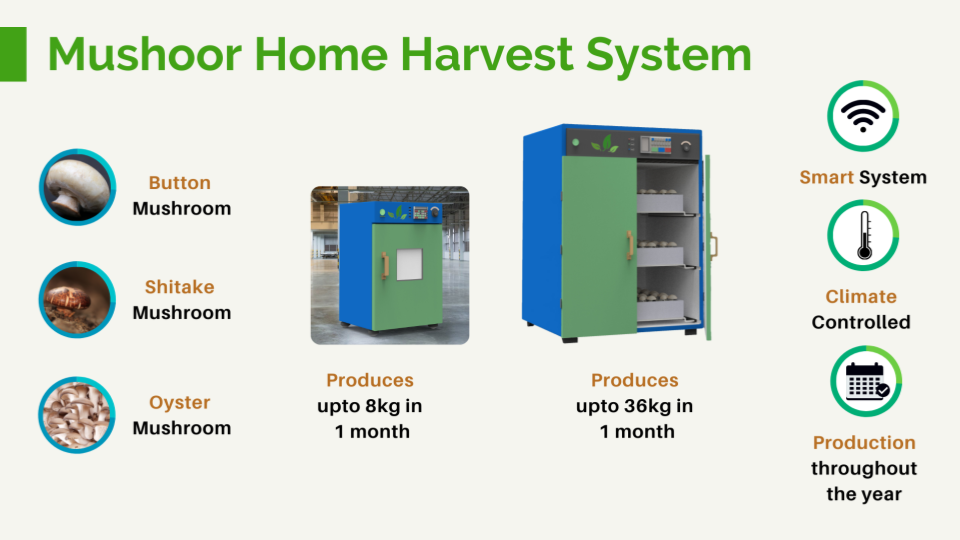 Mushoor Home Harvest System
Button
Mushroom
Shitake
Mushroom
Oyster
Mushroom
Produces
upto 8kg in
1 month
Produces
upto 36kg in
1 month
Smart System
Climate
Controlled
Production
throughout
the year